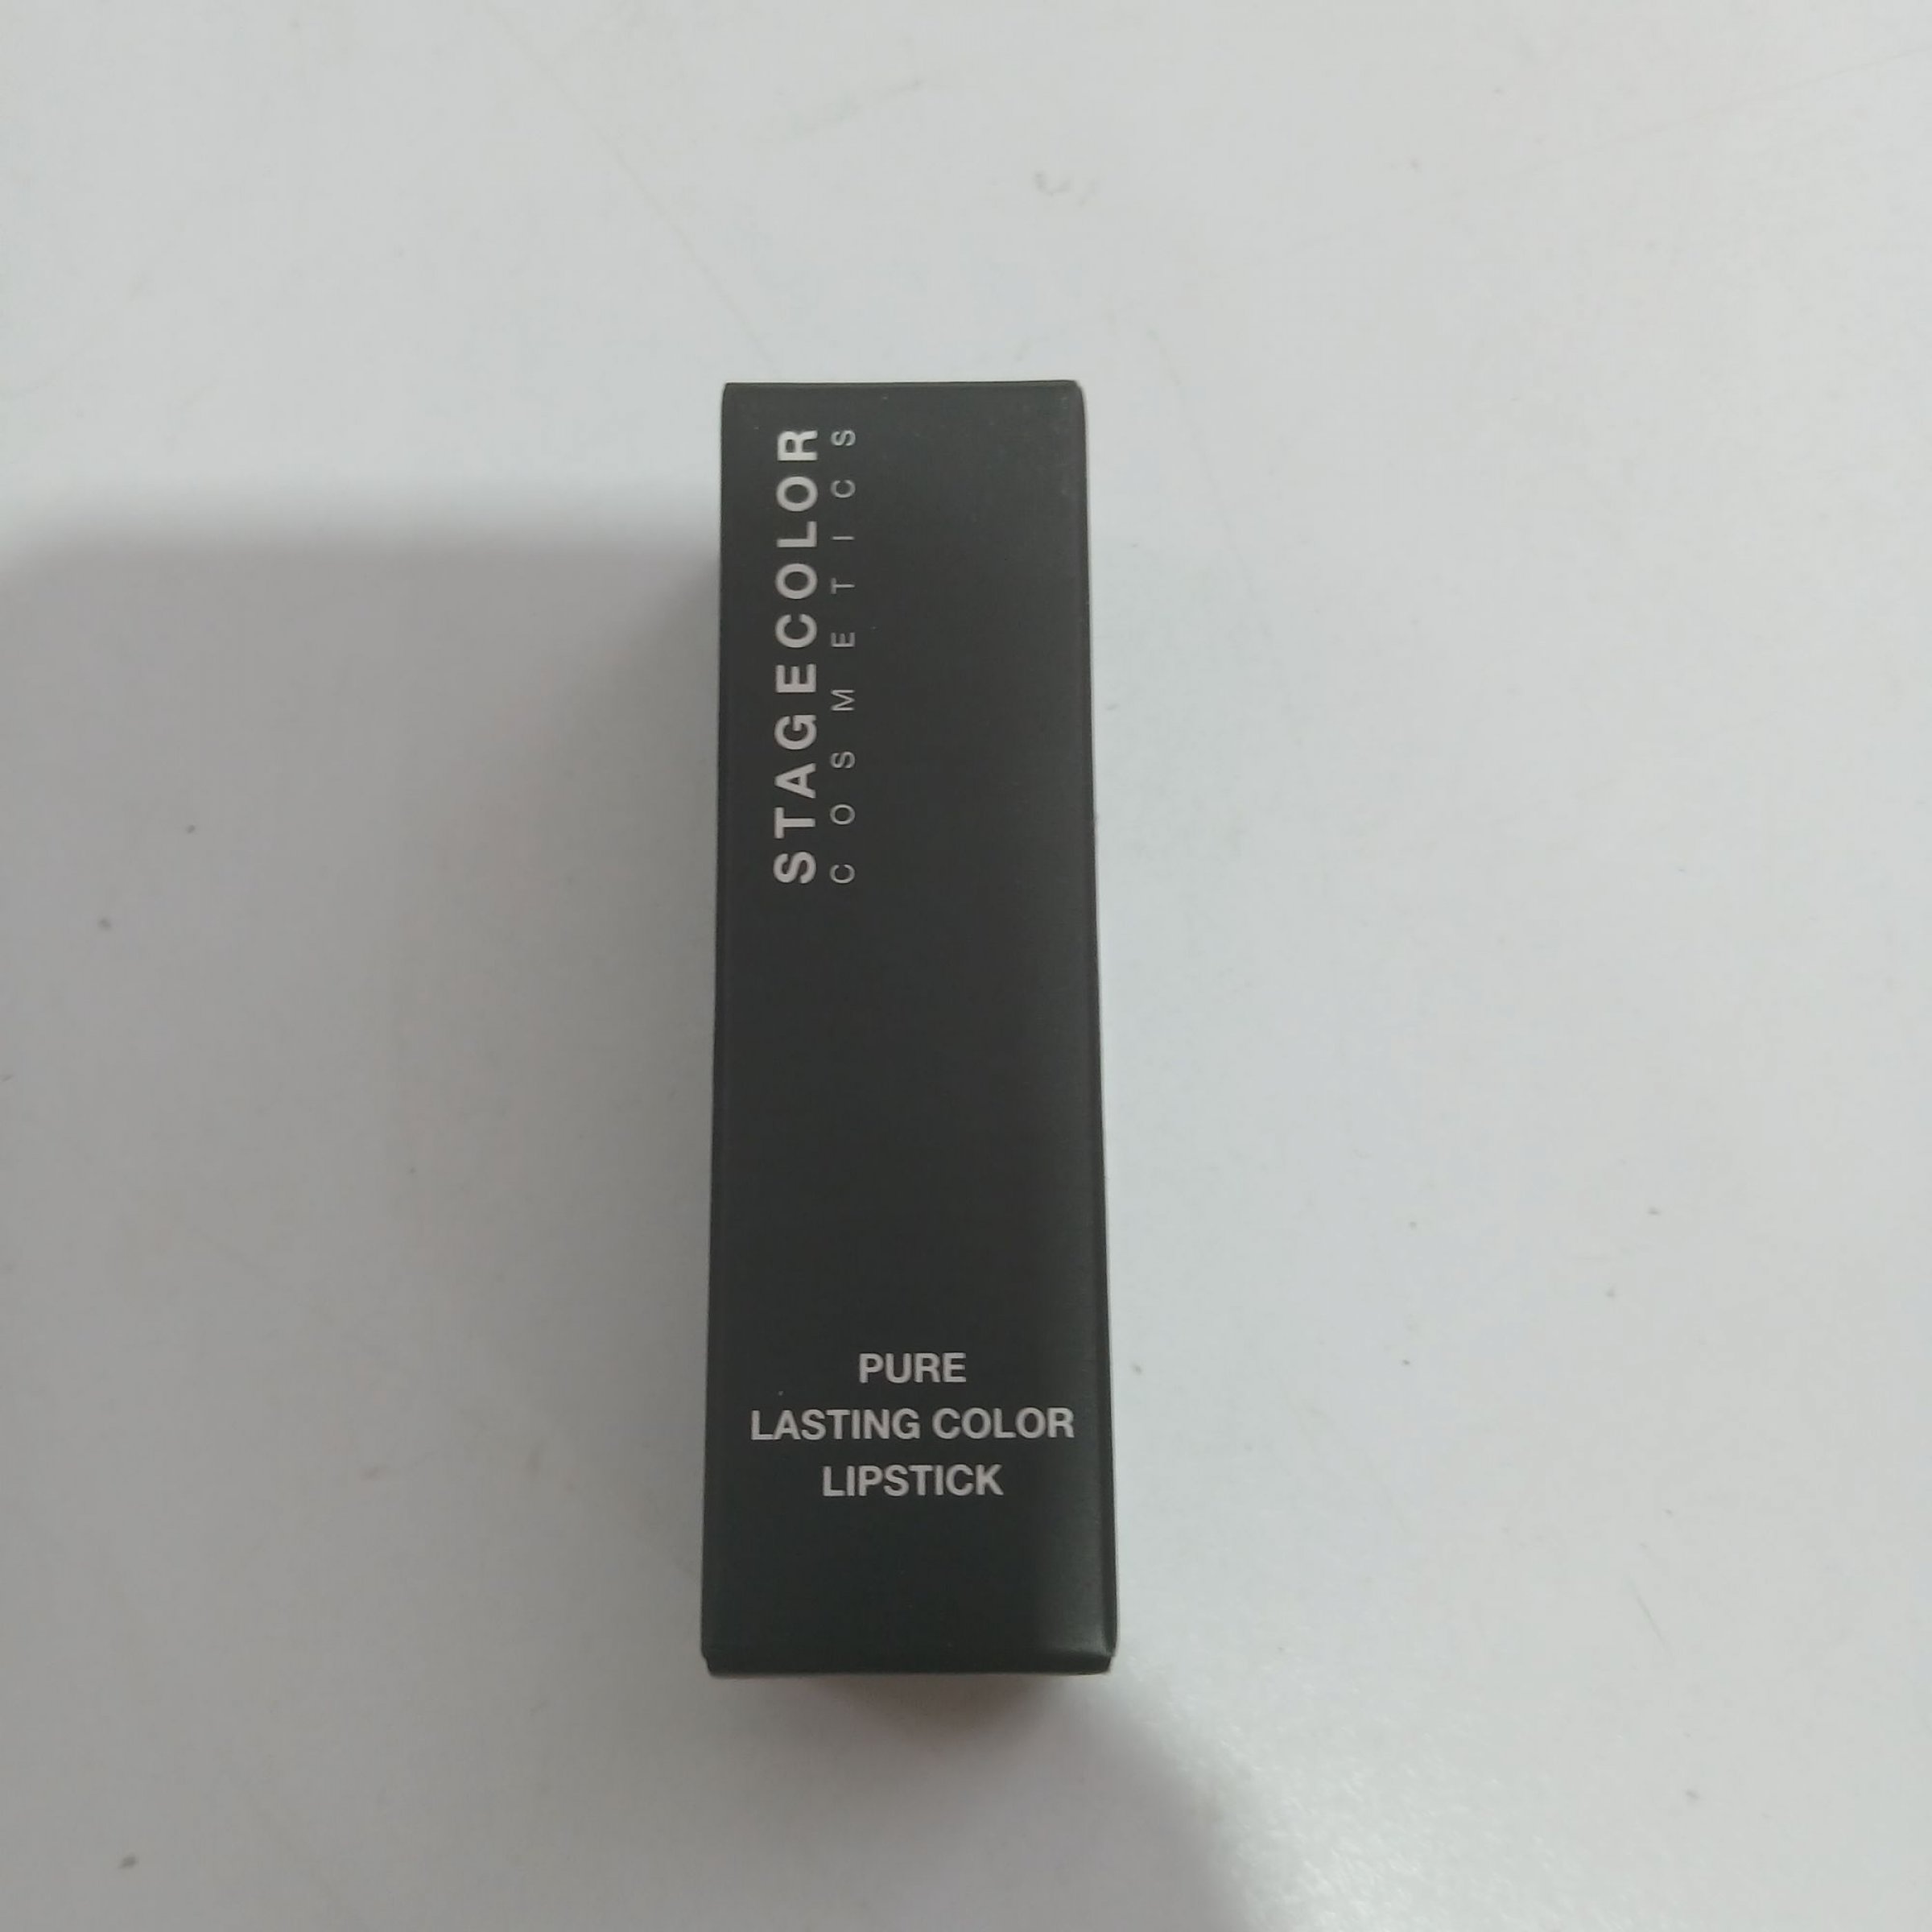 STAGECOLOR
COSMETICS
PURE
LASTING COLOR
LIPSTICK